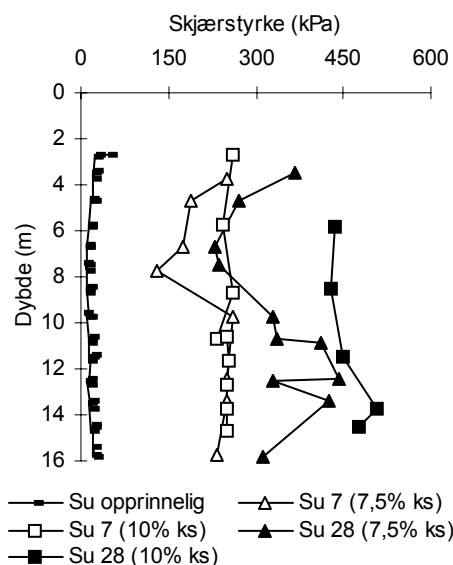 Skjærstyrke (kPa)
0 150 300 450 600
0
2
4
6
8
10
12
14
16
Dybde (m)
Su opprinnelig
Su 7 (7,5% ks)
Su 7 (10% ks)
Su 28 (7,5% ks)
Su 28 (10% ks)